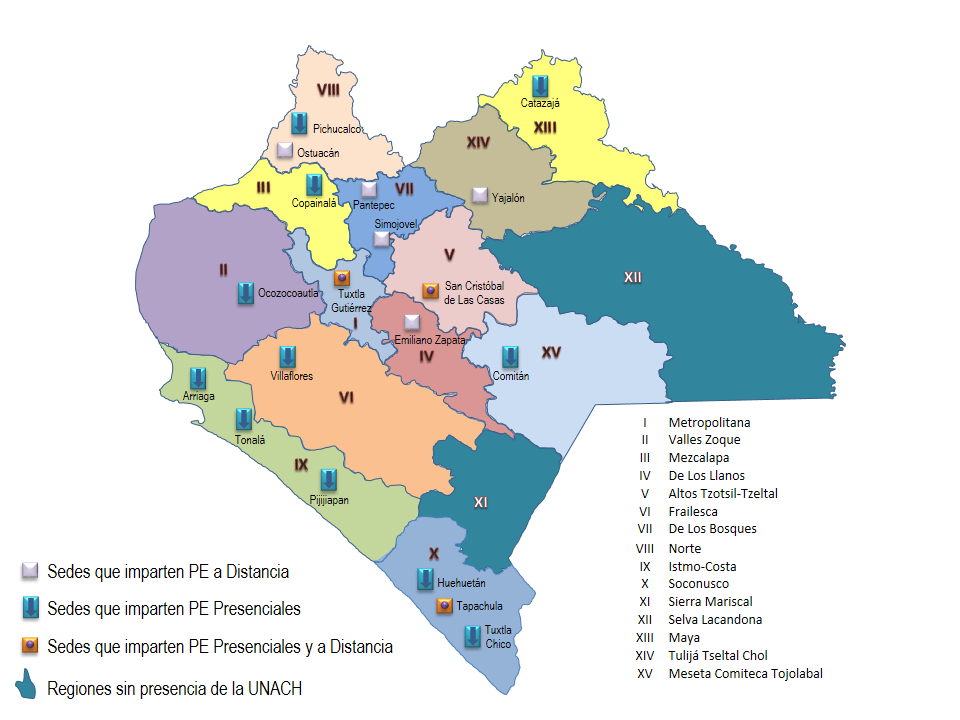 VIII
Catazajá
Pichucalco
XIII
XIV
Ostuacán
III
VII
Copainalá
Pantepec
Yajalón
Simojovel
V
II
XII
Ocozocoautla
Tuxtla
Gutiérrez
San Cristóbal
de Las Casas
I
Emiliano Zapata
IV
XV
Villaflores
Comitán
Arriaga
VI
Tonalá
IX
Pijijiapan
XI
X
Huehuetán
Tapachula
Tuxtla
Chico
I Metropolitana
II Valles Zoque
III Mezcalapa
IV De Los Llanos
V Altos Tzotsil-Tzeltal
VI Frailesca
VII De Los Bosques
VIII Norte
IX Istmo-Costa
X Soconusco
XI Sierra Mariscal
XII Selva Lacandona
XIII Maya
XIV Tulijá Tseltal Chol
XV Meseta Comiteca Tojolabal
Sedes que imparten PE a Distancia
Sedes que imparten PE Presenciales
Sedes que imparten PE Presenciales y a Distancia
Regiones sin presencia de la UNACH